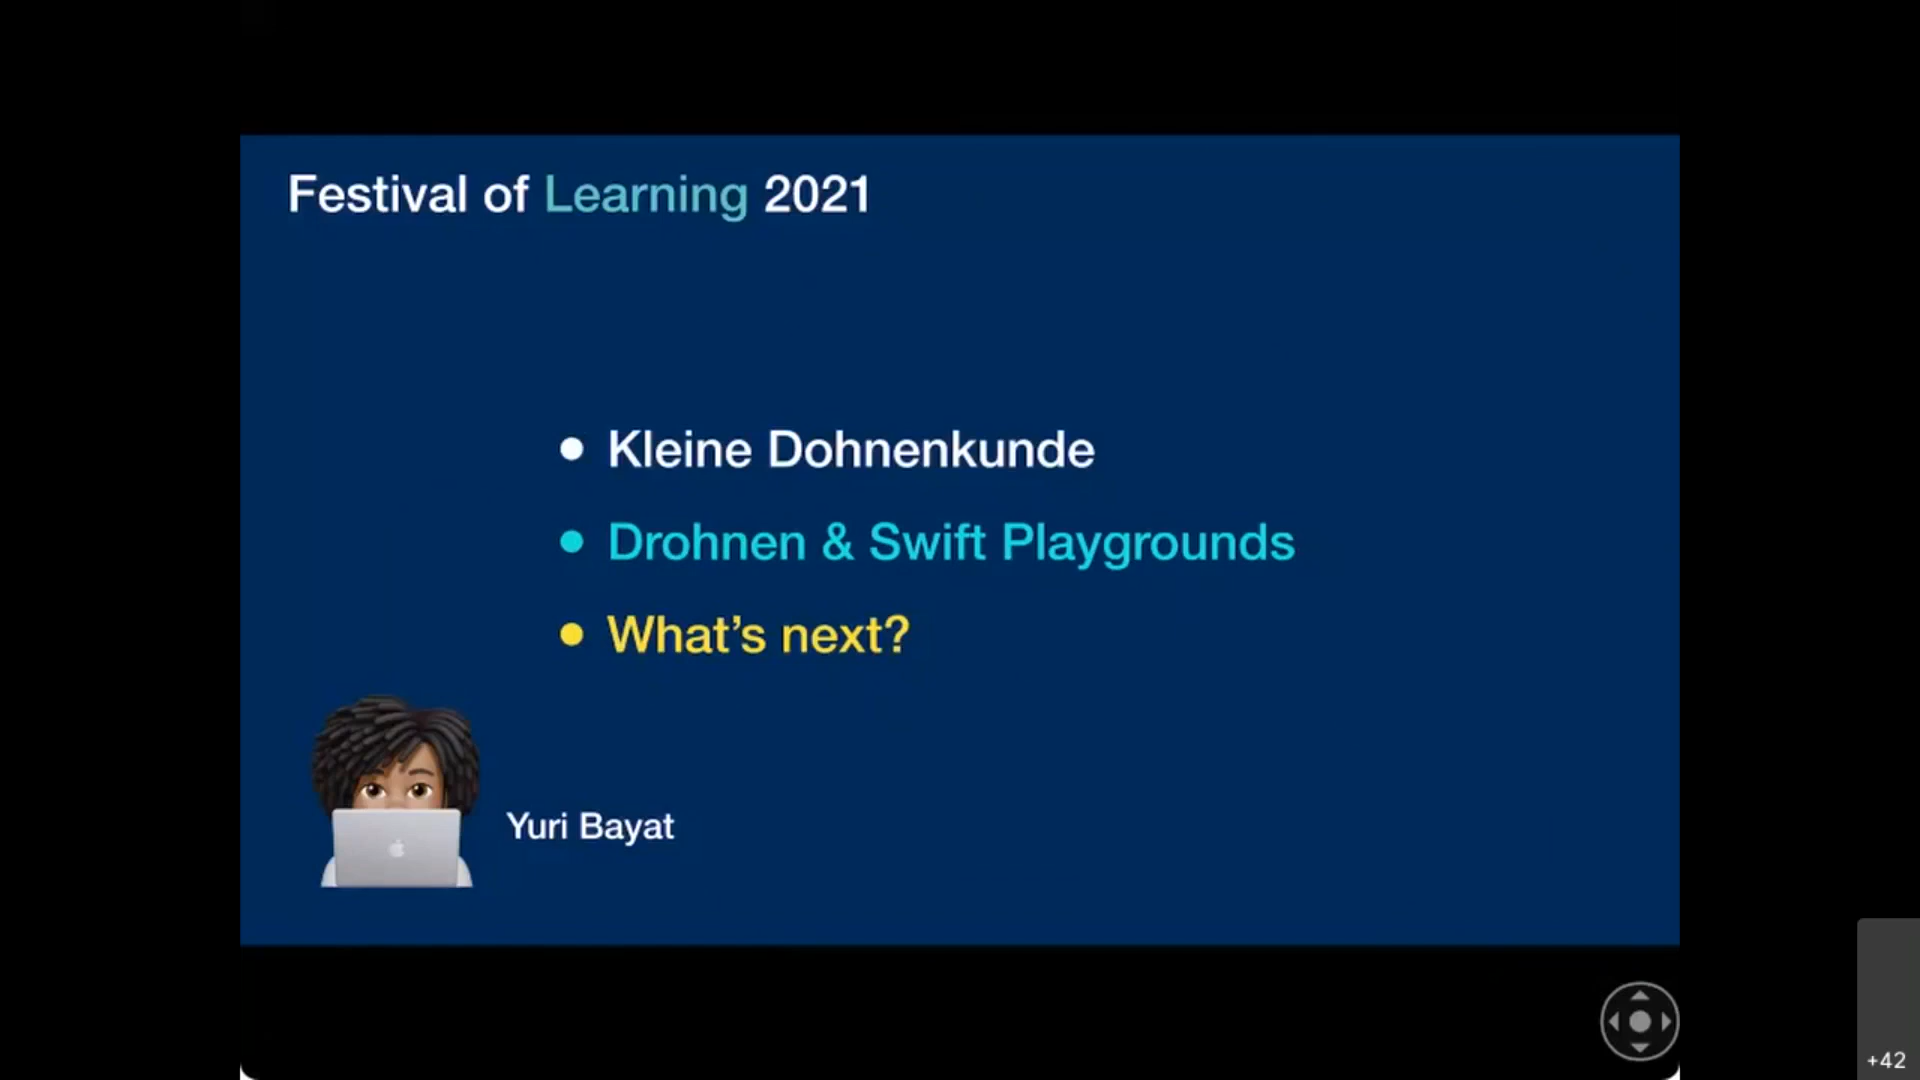 Festival of Learning 2021
• Kleine Dohnenkunde
• Drohnen & Swift Playgrounds
• What’s next?
Yuri Bayat
+42